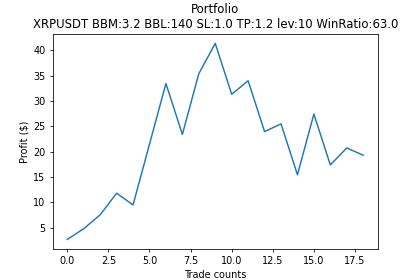 Portfolio
XRPUSDT BBM:3.2 BBL:140 SL:1.0 TP:1.2 lev:10 WinRatio:63.0
Profit ($)
40
35
30
25
20
15
10
5
0.0 2.5 5.0 7.5 10.0 12.5 15.0 17.5
Trade counts